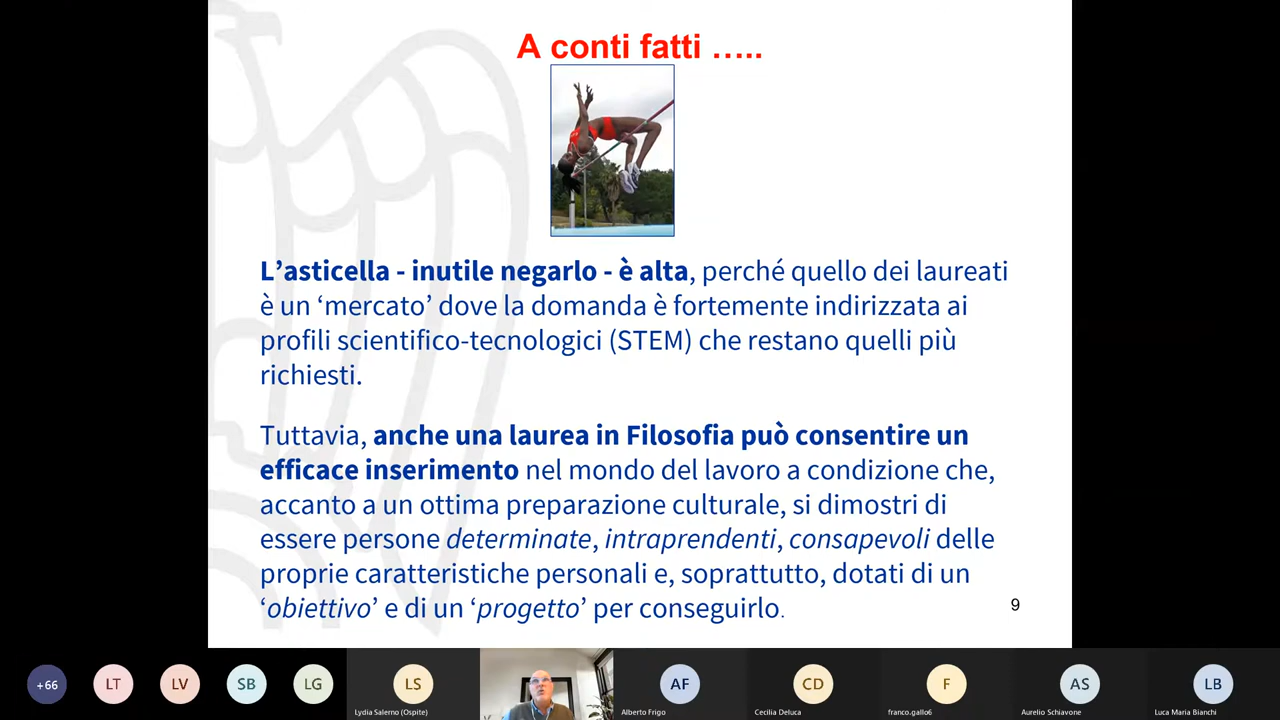 A conti fatti …..
L’asticella - inutile negarlo - è alta, perché quello dei laureati
è un ‘mercato’ dove la domanda è fortemente indirizzata ai
profili scientifico-tecnologici (STEM) che restano quelli più
richiesti.
Tuttavia, anche una laurea in Filosofia può consentire un
efficace inserimento nel mondo del lavoro a condizione che,
accanto a un ottima preparazione culturale, si dimostri di
essere persone determinate, intraprendenti, consapevoli delle
proprie caratteristiche personali e, soprattutto, dotati di un
‘obiettivo’ e di un ‘progetto’ per conseguirlo.
9
+66
LT
LV
SB
LG
LS
AF
CD
F
AS
LB
Lydia Salerno (Ospite)
Alberto Frigo
Cecilia Deluca
franco.gallo6
Aurelio Schiavone
Luca Maria Bianchi